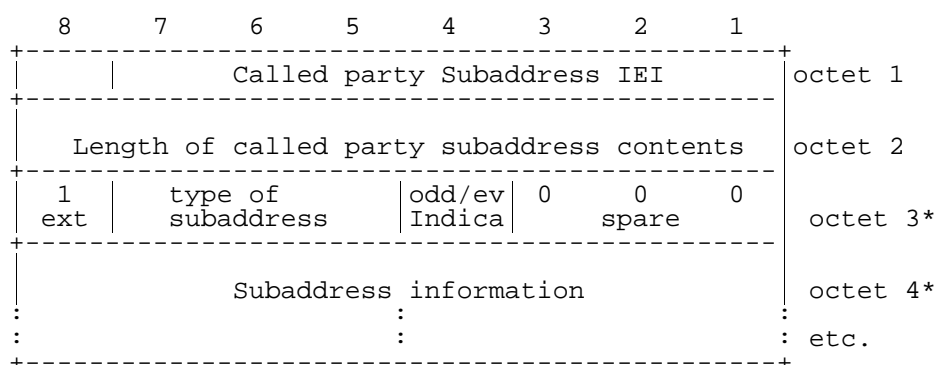 8 7 6 5 4 3 2 1
Called party Subaddress IEI octet 1
Length of called party subaddress contents octet 2
1 type of odd/ev 0 0 0
ext subaddress Indica spare octet 3*
Subaddress information octet 4*
: : :
: : : etc.